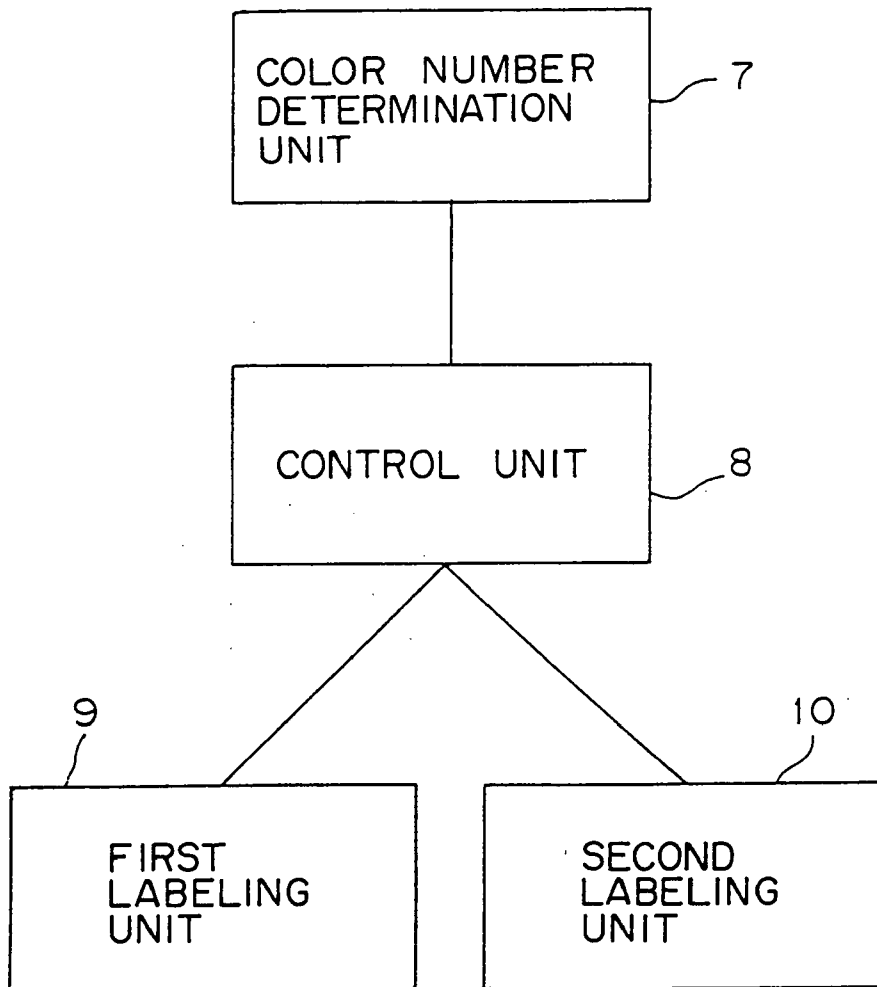 COLOR NUMBER
DETERMINATION
UNIT
7
CONTROL UNIT
8
9
10
FIRST
LABELING
UNIT
SECOND
LABELING
UNIT